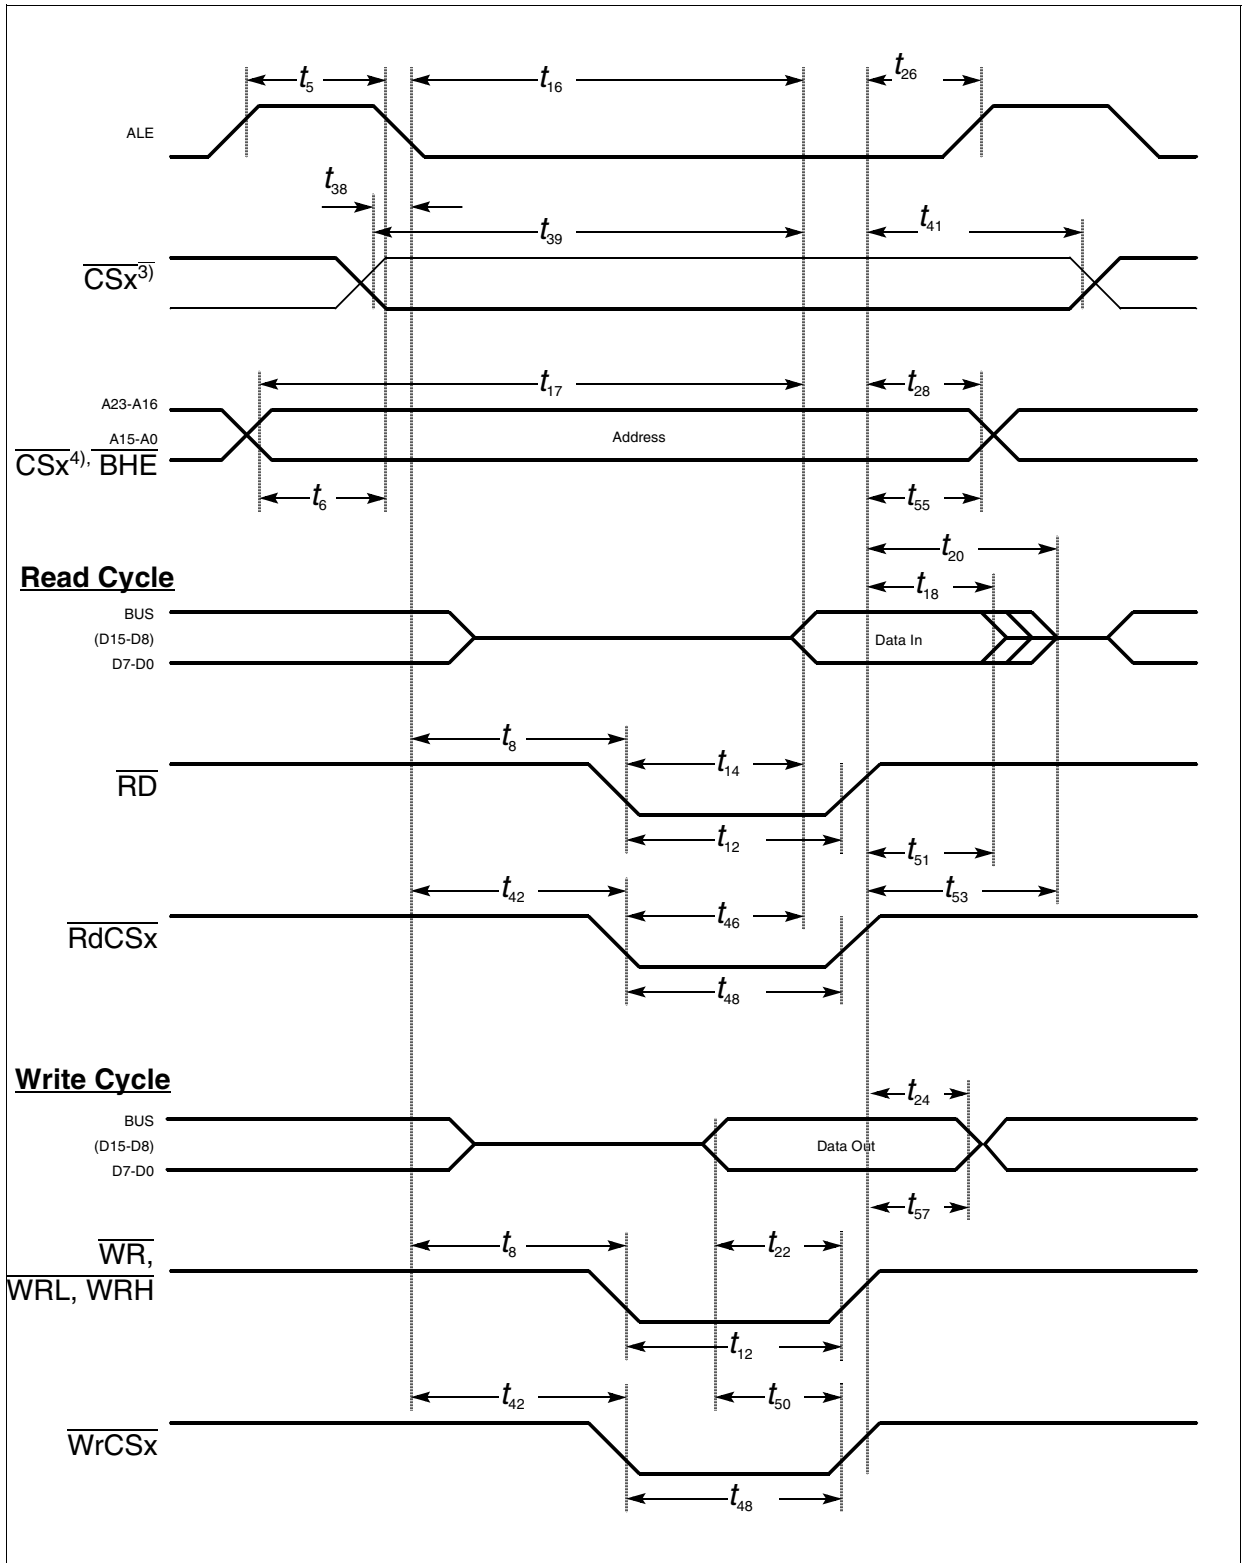 t5 t16 t26
ALE
t38
t39 t41
CSx3)
t17 t28
A23-A16
A15-A0
Address
CSx4), BHE
t6 t55
t20
Read Cycle
t18
BUS
(D15-D8)
Data In
D7-D0
t8
t14
RD
t12 t51
t42 t53
t46
RdCSx
t48
Write Cycle
t24
BUS
(D15-D8)
Data Out
D7-D0
t57
WR,
t8 t22
WRL, WRH
t12
t42 t50
WrCSx
t48